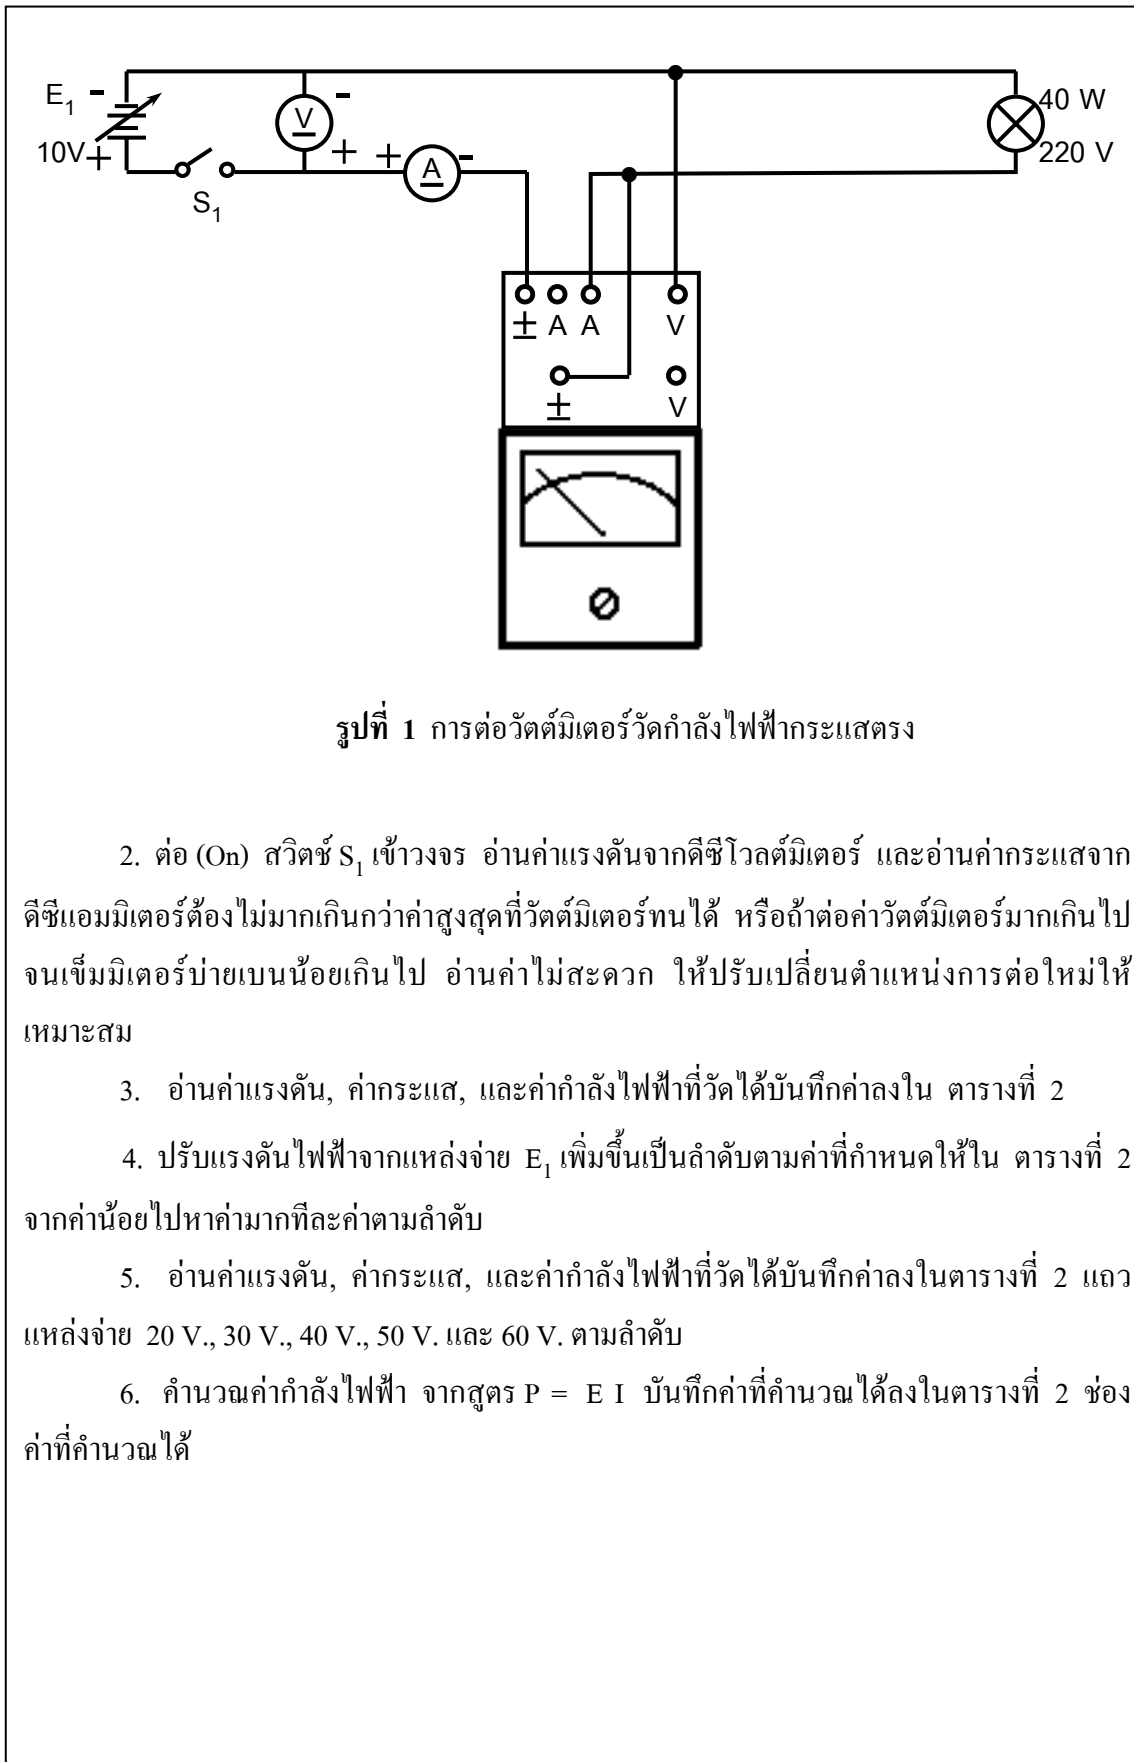 E1 -
10V +
S1
V
-
+
+
A
-
40 W
220 V
± A A V
± V
รูปที่ 1 การต่อวัตต์มิเตอร์วัดกำลังไฟฟ้ากระแสตรง
2. ต่อ (On) สวิตช์ S1 เข้าวงจร อ่านค่าแรงดันจากดีซีโวลต์มิเตอร์ และอ่านค่ากระแสจาก
ดีซีแอมมิเตอร์ต้องไม่มากเกินกว่าค่าสูงสุดที่วัตต์มิเตอร์ทนได้ หรือถ้าต่อค่าวัตต์มิเตอร์มากเกินไป
จนเข็มมิเตอร์บ่ายเบนน้อยเกินไป อ่านค่าไม่สะดวก ให้ปรับเปลี่ยนตำแหน่งการต่อใหม่ให้
เหมาะสม
3. อ่านค่าแรงดัน, ค่ากระแส, และค่ากำลังไฟฟ้าที่วัดได้บันทึกค่าลงใน ตารางที่ 2
4. ปรับแรงดันไฟฟ้าจากแหล่งจ่าย E1 เพิ่มขึ้นเป็นลำดับตามค่าที่กำหนดให้ใน ตารางที่ 2
จากค่าน้อยไปหาค่ามากทีละค่าตามลำดับ
5. อ่านค่าแรงดัน, ค่ากระแส, และค่ากำลังไฟฟ้าที่วัดได้บันทึกค่าลงในตารางที่ 2 แถว
แหล่งจ่าย 20 V., 30 V., 40 V., 50 V. และ 60 V. ตามลำดับ
6. คำนวณค่ากำลังไฟฟ้า จากสูตร P = E I บันทึกค่าที่คำนวณได้ลงในตารางที่ 2 ช่อง
ค่าที่คำนวณได้